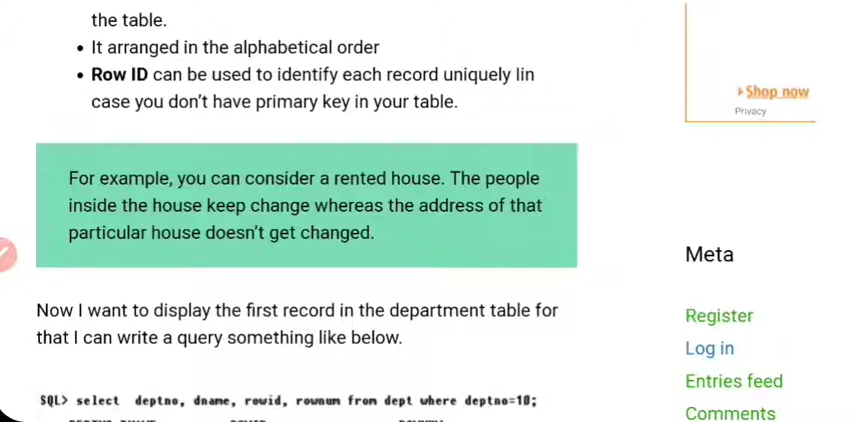 the table.
• It arranged in the alphabetical order
• Row ID can be used to identify each record uniquely lin
case you don't have primary key in your table.
For example, you can consider a rented house. The people
inside the house keep change whereas the address of that
particular house doesn't get changed.
Now I want to display the first record in the department table for
that I can write a query something like below.
SQL> select deptno, dname, rowid, rownum from dept where deptno=10;
Shop now
Privacy
Meta
Register
Log in
Entries feed
Comments